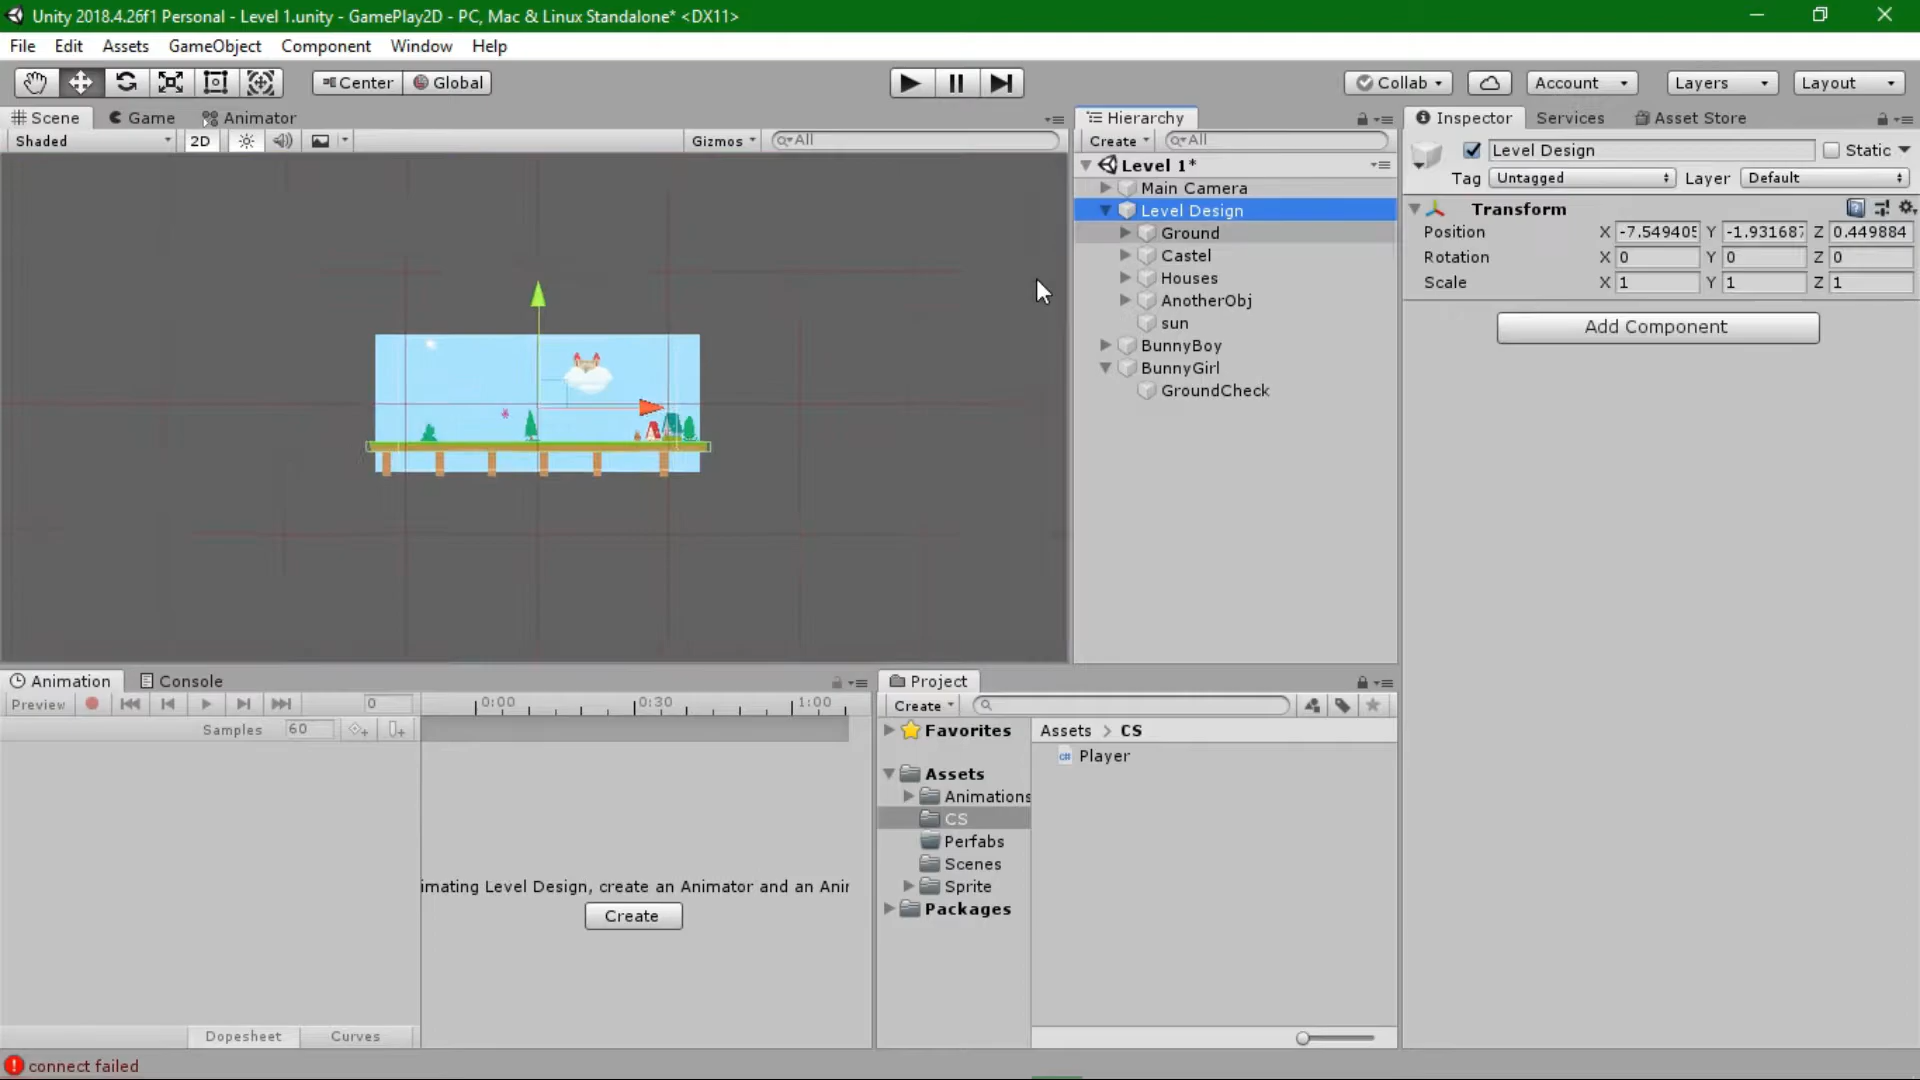 Unity 2018.4.26f1 Personal - Level 1.unity - GamePlay2D - PC, Mac & Linux Standalone* <DX11>
File Edit Assets GameObject Component Window Help
Center Global Collab Account Layers Layout
Scene Game Animator
Shaded 2D Gizmos All
Hierarchy
Create All
Level 1*
Main Camera
Level Design
Ground
Castel
Houses
AnotherObj
sun
BunnyBoy
BunnyGirl
GroundCheck
Inspector Services Asset Store
Level Design Static
Tag Untagged Layer Default
Transform
Position X -7.549405 Y -1.931687 Z 0.449884
Rotation X 0 Y 0 Z 0
Scale X 1 Y 1 Z 1
Add Component
Animation Console
Preview 0 0:00 0:30 1:00
Samples 60
imating Level Design, create an Animator and an Anir
Create
Dopesheet Curves
Project
Create
Favorites
Assets
Animations
CS
Perfabs
Scenes
Sprite
Packages
Assets > CS
c# Player
connect failed